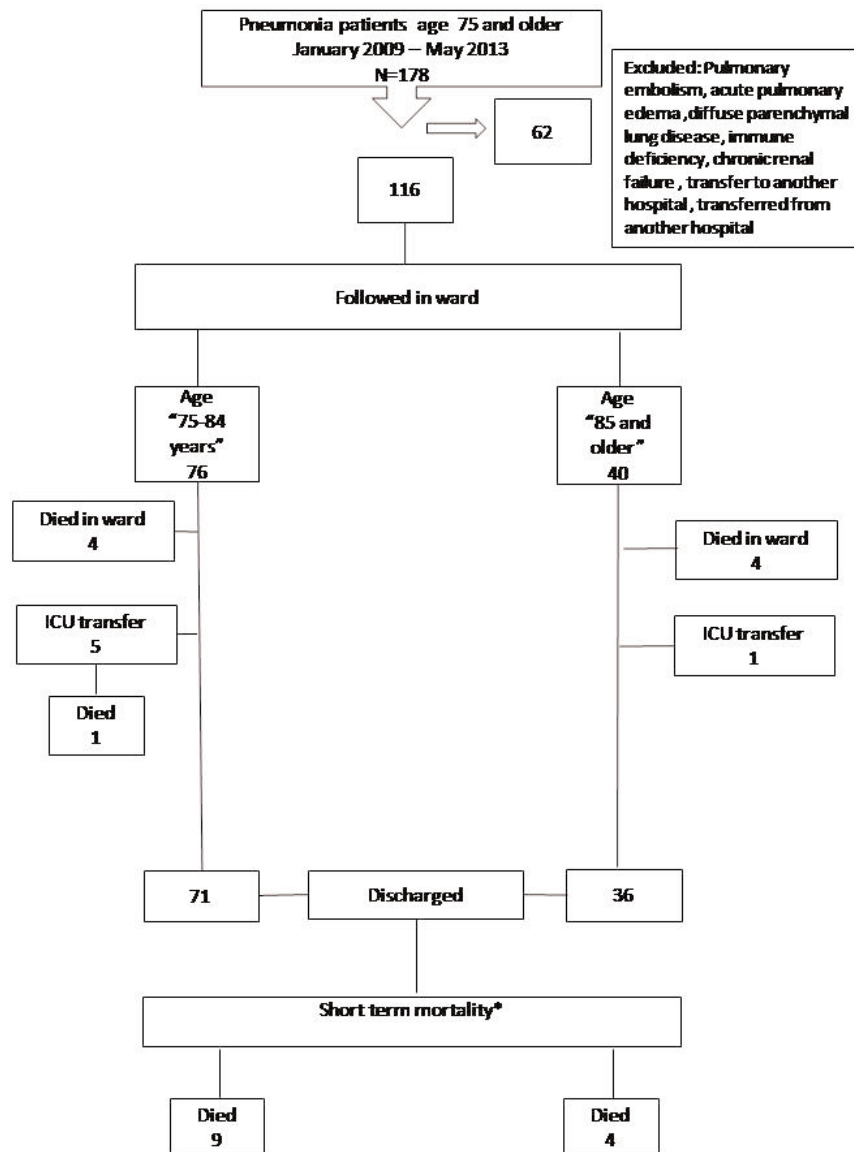 Pneumonia patients age 75 and older
January 2009 – May 2013
N=178
Excluded: Pulmonary
embolism, acute pulmonary
edema ,diffuse parenchymal
lung disease, immune
deficiency, chronic renal
failure , transfer to another
hospital, transferred from
another hospital
62
116
Followed in ward
Age
“75-84
years”
76
Age
“85 and
older”
40
Died in ward
4
Died in ward
4
ICU transfer
5
ICU transfer
1
Died
1
71
Discharged
36
Short term mortality*
Died
9
Died
4